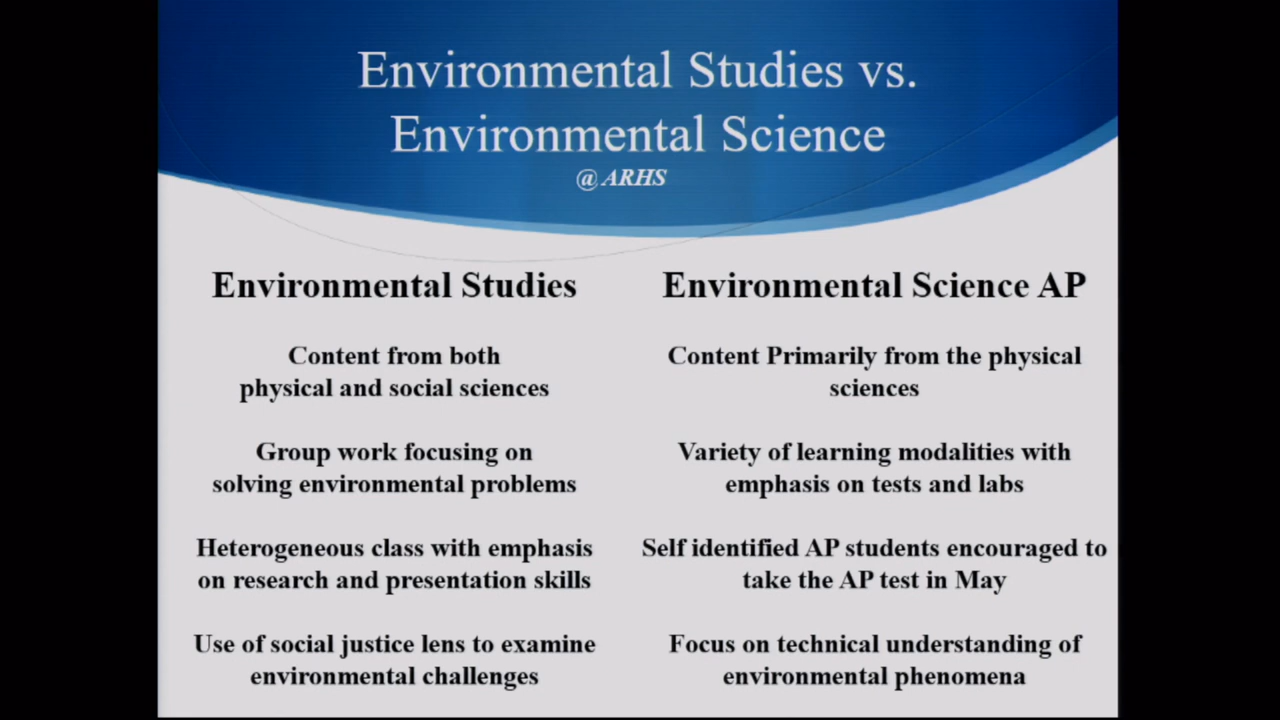 Environmental Studies vs.
Environmental Science
@ ARHS
Environmental Studies
Content from both
physical and social sciences
Group work focusing on
solving environmental problems
Heterogeneous class with emphasis
on research and presentation skills
Use of social justice lens to examine
environmental challenges
Environmental Science AP
Content Primarily from the physical
sciences
Variety of learning modalities with
emphasis on tests and labs
Self identified AP students encouraged to
take the AP test in May
Focus on technical understanding of
environmental phenomena